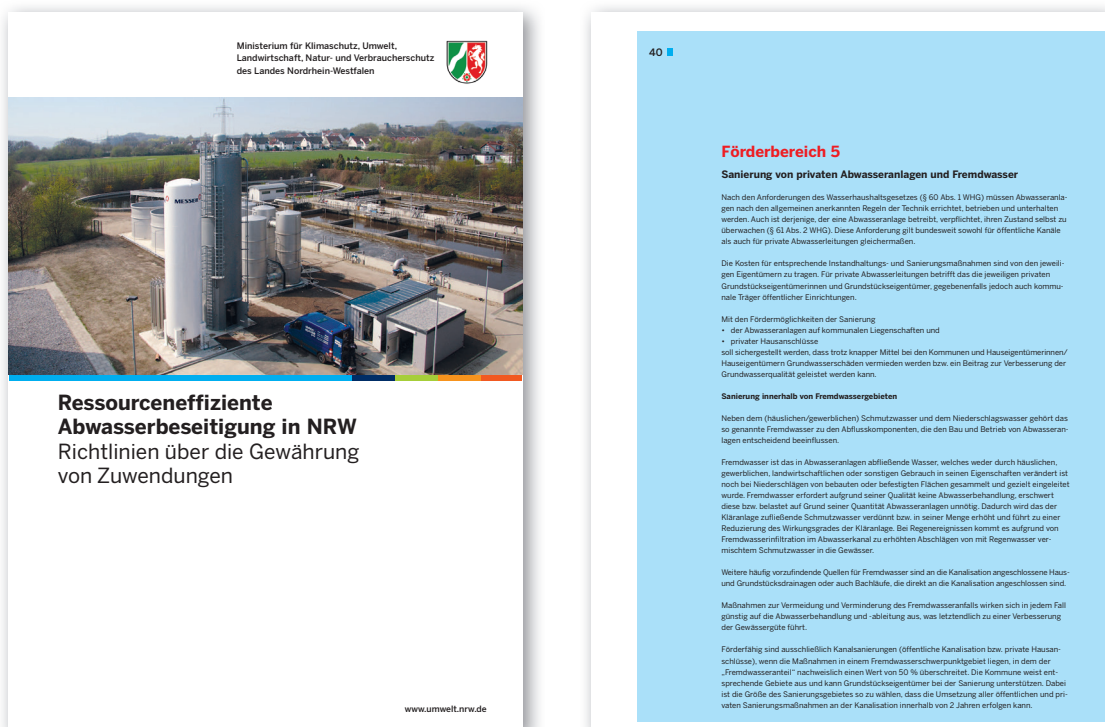 Ministerium für Klimaschutz, Umwelt,
Landwirtschaft, Natur- und Verbraucherschutz
des Landes Nordrhein-Westfalen
MESSER
Ressourceneffiziente
Abwasserbeseitigung in NRW
Richtlinien über die Gewährung
von Zuwendungen
www.umwelt.nrw.de
40
Förderbereich 5
Sanierung von privaten Abwasseranlagen und Fremdwasser
Nach den Anforderungen des Wasserhaushaltsgesetzes (§ 60 Abs. 1 WHG) müssen Abwasseranla-
gen nach den allgemeinen anerkannten Regeln der Technik errichtet, betrieben und unterhalten
werden. Auch ist derjenige, der eine Abwasseranlage betreibt, verpflichtet, ihren Zustand selbst zu
überwachen (§ 61 Abs. 2 WHG). Diese Anforderung gilt bundesweit sowohl für öffentliche Kanäle
als auch für private Abwasserleitungen gleichermaßen.
Die Kosten für entsprechende Instandhaltungs- und Sanierungsmaßnahmen sind von den jeweili-
gen Eigentümern zu tragen. Für private Abwasserleitungen betrifft das die jeweiligen privaten
Grundstückseigentümerinnen und Grundstückseigentümer, gegebenenfalls jedoch auch kommu-
nale Träger öffentlicher Einrichtungen.
Mit den Fördermöglichkeiten der Sanierung
• der Abwasseranlagen auf kommunalen Liegenschaften und
• privater Hausanschlüsse
soll sichergestellt werden, dass trotz knapper Mittel bei den Kommunen und Hauseigentümerinnen/
Hauseigentümern Grundwasserschäden vermieden werden bzw. ein Beitrag zur Verbesserung der
Grundwasserqualität geleistet werden kann.
Sanierung innerhalb von Fremdwassergebieten
Neben dem (häuslichen/gewerblichen) Schmutzwasser und dem Niederschlagswasser gehört das
so genannte Fremdwasser zu den Abflusskomponenten, die den Bau und Betrieb von Abwasseran-
lagen entscheidend beeinflussen.
Fremdwasser ist das in Abwasseranlagen abfließende Wasser, welches weder durch häuslichen,
gewerblichen, landwirtschaftlichen oder sonstigen Gebrauch in seinen Eigenschaften verändert ist
noch bei Niederschlägen von bebauten oder befestigten Flächen gesammelt und gezielt eingeleitet
wurde. Fremdwasser erfordert aufgrund seiner Qualität keine Abwasserbehandlung, erschwert
diese bzw. belastet auf Grund seiner Quantität Abwasseranlagen unnötig. Dadurch wird das der
Kläranlage zufließende Schmutzwasser verdünnt bzw. in seiner Menge erhöht und führt zu einer
Reduzierung des Wirkungsgrades der Kläranlage. Bei Regenereignissen kommt es aufgrund von
Fremdwasserinfiltration im Abwasserkanal zu erhöhten Abschlägen von mit Regenwasser ver-
mischtem Schmutzwasser in die Gewässer.
Weitere häufig vorzufindende Quellen für Fremdwasser sind an die Kanalisation angeschlossene Haus-
und Grundstücksdrainagen oder auch Bachläufe, die direkt an die Kanalisation angeschlossen sind.
Maßnahmen zur Vermeidung und Verminderung des Fremdwasseranfalls wirken sich in jedem Fall
günstig auf die Abwasserbehandlung und -ableitung aus, was letztendlich zu einer Verbesserung
der Gewässergüte führt.
Förderfähig sind ausschließlich Kanalsanierungen (öffentliche Kanalisation bzw. private Hausan-
schlüsse), wenn die Maßnahmen in einem Fremdwasserschwerpunktgebiet liegen, in dem der
„Fremdwasseranteil" nachweislich einen Wert von 50 % überschreitet. Die Kommune weist ent-
sprechende Gebiete aus und kann Grundstückseigentümer bei der Sanierung unterstützen. Dabei
ist die Größe des Sanierungsgebietes so zu wählen, dass die Umsetzung aller öffentlichen und pri-
vaten Sanierungsmaßnahmen an der Kanalisation innerhalb von 2 Jahren erfolgen kann.